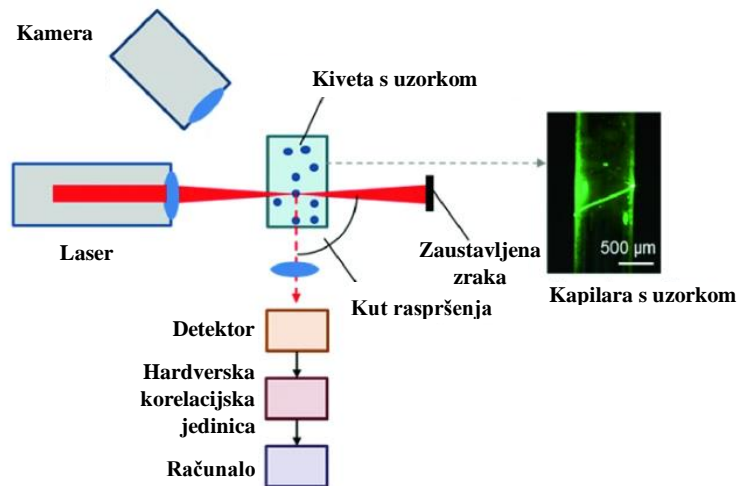 Kamera
Kiveta s uzorkom
Laser
Zaustavljena
zraka
500 µm
Kapilara s uzorkom
Kut raspršenja
Detektor
Hardverska
korelacijska
jedinica
Računalo